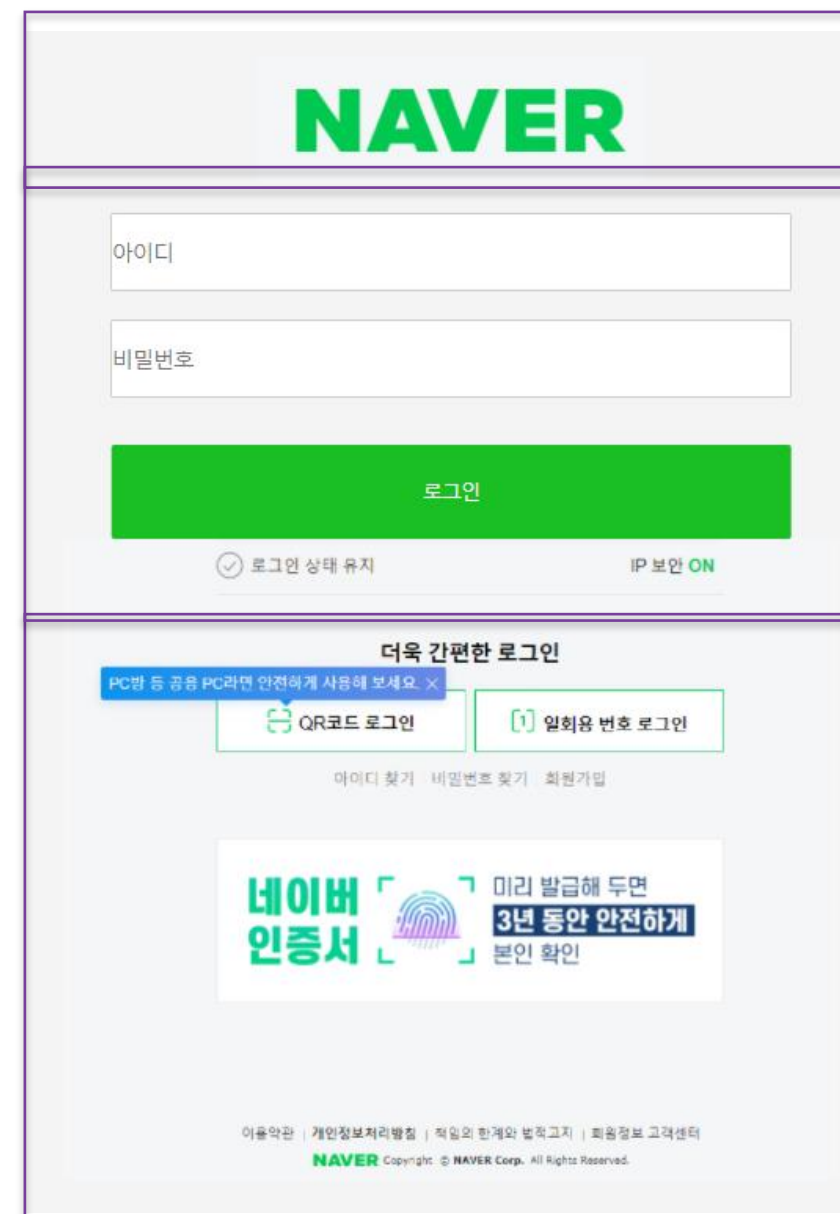 NAVER
아이디
비밀번호
로그인
로그인 상태 유지 IP 보안 ON
더욱 간편한 로그인
PC방 등 공용 PC라면 안전하게 사용해 보세요. ×
QR코드 로그인 1 일회용 번호 로그인
아이디 찾기 비밀번호 찾기 회원가입
네이버 미리 발급해 두면
인증서 3년 동안 안전하게
본인 확인
이용약관 | 개인정보처리방침 | 책임의 한계와 법적고지 | 회원정보 고객센터
NAVER Copyright © NAVER Corp. All Rights Reserved.